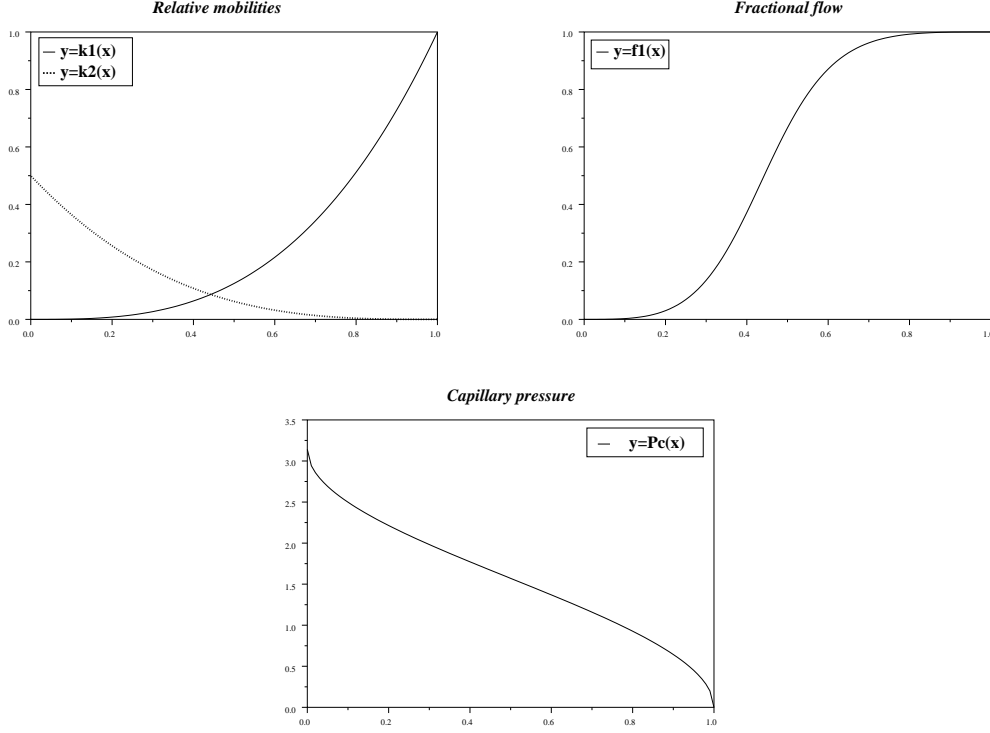 Relative mobilities
1.0
0.8
0.6
0.4
0.2
0.0
0.0 0.2 0.4 0.6 0.8 1.0
y=k1(x)
y=k2(x)
Fractional flow
1.0
0.8
0.6
0.4
0.2
0.0
0.0 0.2 0.4 0.6 0.8
y=f1(x)
Capillary pressure
3.5
3.0
2.5
2.0
1.5
1.0
0.5
0.0
0.0 0.2 0.4 0.6 0.8 1.0
y=Pc(x)